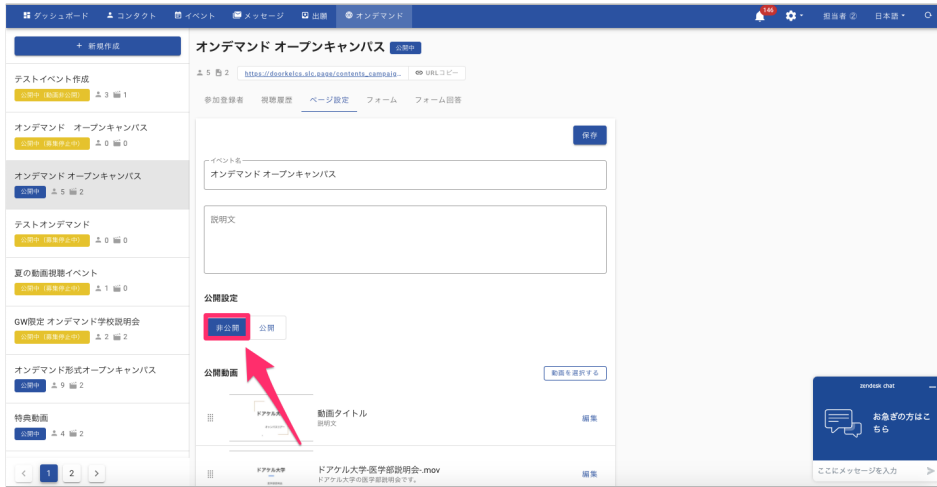 ダッシュボード コンタクト イベント メッセージ 出願 オンデマンド 146 担当者 ② 日本語
+ 新規作成
テストイベント作成
公開中（動画非公開） 3 1
オンデマンド オープンキャンパス
公開中（募集停止中） 0 0
オンデマンド オープンキャンパス
公開中 5 2
テストオンデマンド
公開中（募集停止中） 0 0
夏の動画視聴イベント
公開中（募集停止中） 1 0
GW限定 オンデマンド学校説明会
公開中（募集停止中） 2 2
オンデマンド形式オープンキャンパス
公開中 9 2
特典動画
公開中 4 2
< 1 2 >
オンデマンド オープンキャンパス 公開中
5 2 https://doorkelcs.slc.page/contents_campaig… URLコピー
参加登録者 視聴履歴 ページ設定 フォーム フォーム回答
保存
イベント名
オンデマンド オープンキャンパス
説明文
公開設定
非公開 公開
公開動画 動画を選択する
動画タイトル 編集
説明文
ドアケル大学 ドアケル大学-医学部説明会-.mov 編集
ドアケル大学の医学部説明会です。
zendesk chat
お急ぎの方はこ
ちら
ここにメッセージを入力